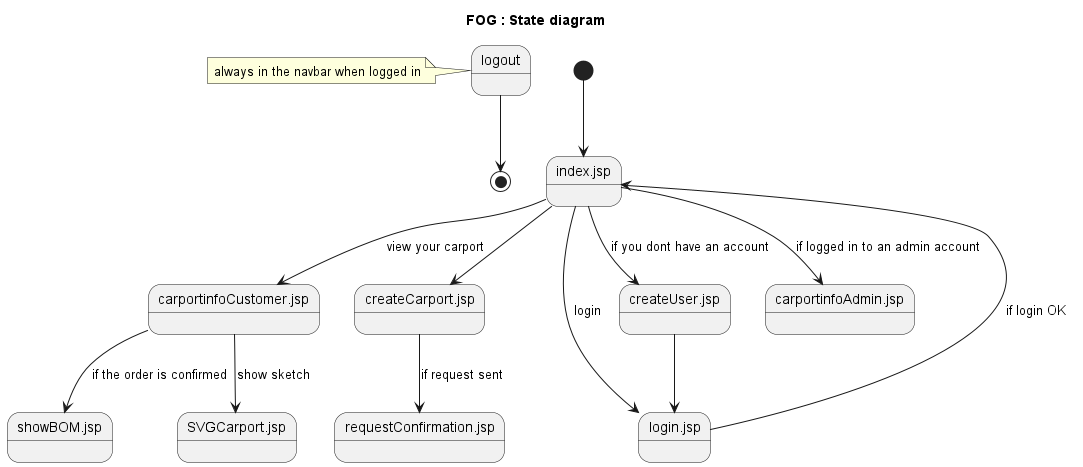 FOG : State diagram
logout
always in the navbar when logged in
index.jsp
view your carport
if you dont have an account
if logged in to an admin account
carportinfoCustomer.jsp
createCarport.jsp
createUser.jsp
carportinfoAdmin.jsp
login
if login OK
if the order is confirmed
show sketch
if request sent
showBOM.jsp
SVGCarport.jsp
requestConfirmation.jsp
login.jsp